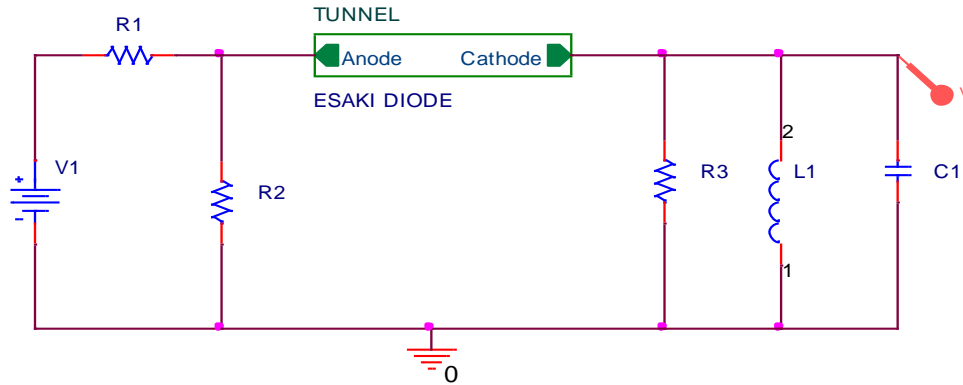 TUNNEL
R1
Anode Cathode
ESAKI DIODE
V1
R2
R3
2
L1
1
C1
0